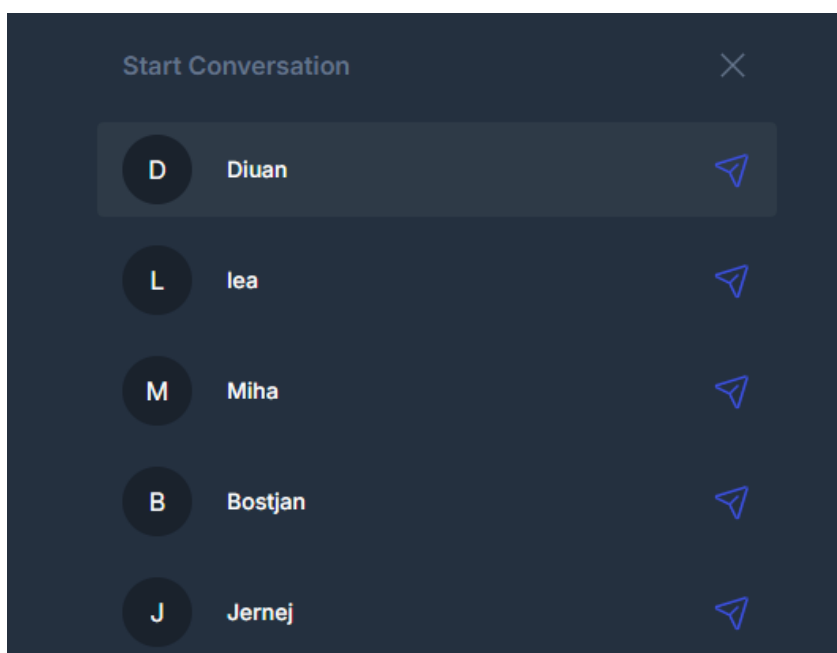 Start Conversation
D Diuan
L lea
M Miha
B Bostjan
J Jernej